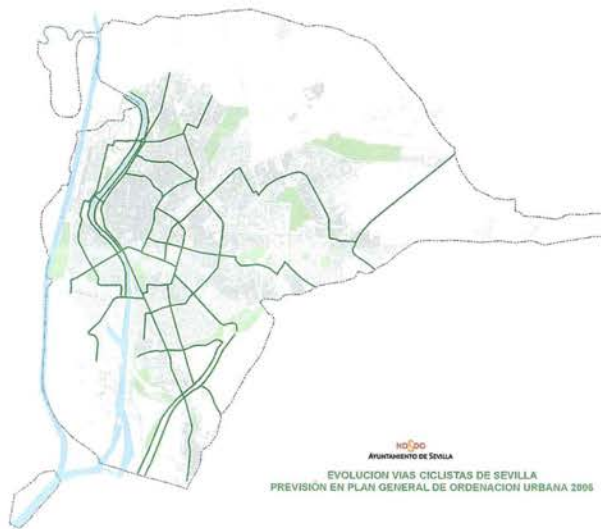 NO8DO
AYUNTAMIENTO DE SEVILLA
EVOLUCION VIAS CICLISTAS DE SEVILLA
PREVISIÓN EN PLAN GENERAL DE ORDENACION URBANA 2006